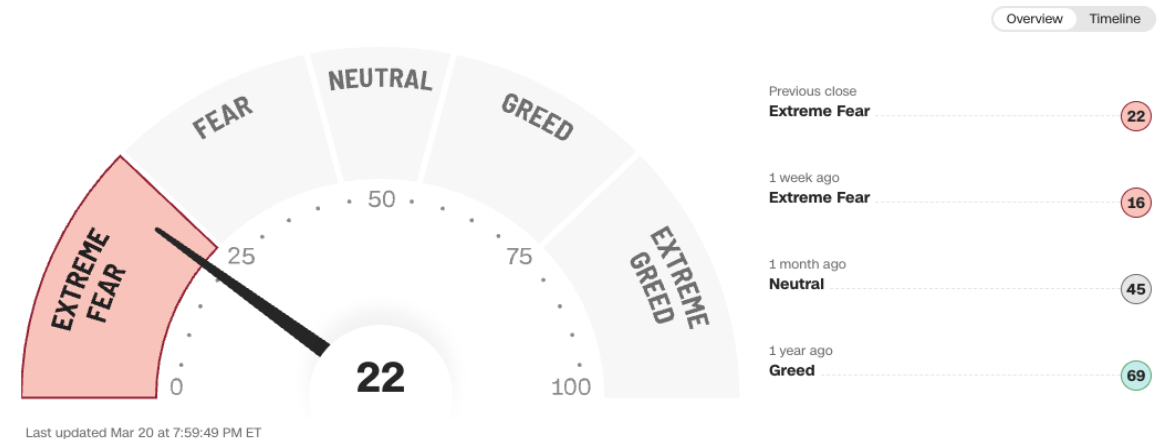 Overview Timeline
NEUTRAL
FEAR
GREED
EXTREME
FEAR
EXTREME
GREED
0
25
50
75
100
22
Last updated Mar 20 at 7:59:49 PM ET
Previous close
Extreme Fear 22
1 week ago
Extreme Fear 16
1 month ago
Neutral 45
1 year ago
Greed 69